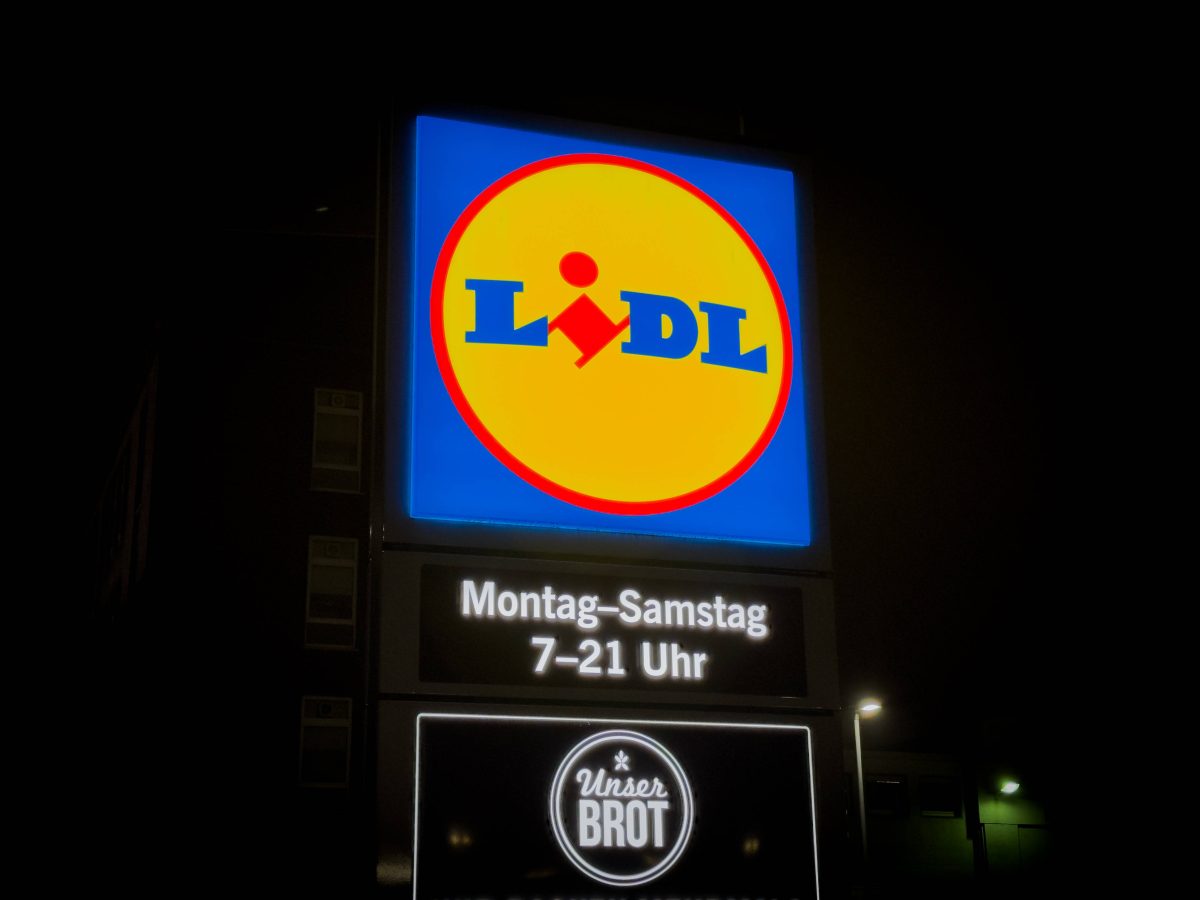 LIDL
Montag–Samstag
7–21 Uhr
Unser
BROT